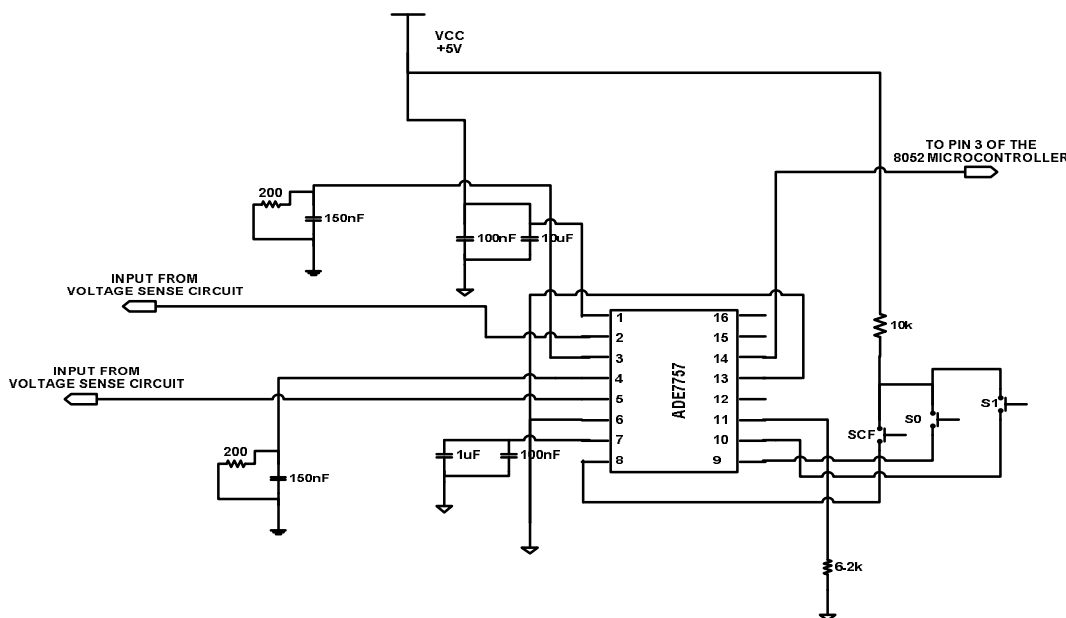 VCC
+5V
TO PIN 3 OF THE
8052 MICROCONTROLLER
200
150nF
100nF
10uF
INPUT FROM
VOLTAGE SENSE CIRCUIT
1
2
3
4
5
6
7
8
ADE7757
16
15
14
13
12
11
10
9
10k
INPUT FROM
VOLTAGE SENSE CIRCUIT
S1
S0
SCF
200
150nF
1uF
100nF
6-2k